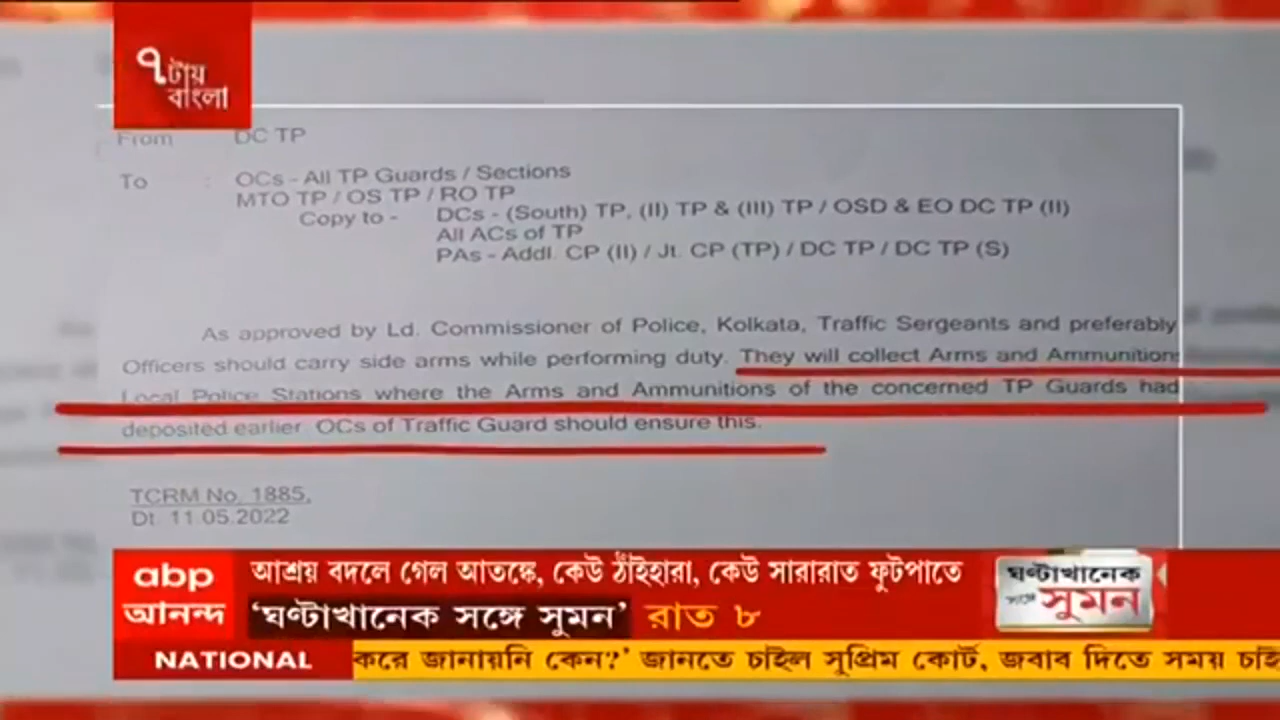 ৭টায়
বাংলা
From DC TP
To : OCs - All TP Guards / Sections
MTO TP / OS TP / RO TP
Copy to - DCs - (South) TP, (II) TP & (III) TP / OSD & EO DC TP (II)
All ACs of TP
PAs - Addl. CP (II) / Jt. CP (TP) / DC TP / DC TP (S)
As approved by Ld. Commissioner of Police, Kolkata, Traffic Sergeants and preferably
Officers should carry side arms while performing duty. They will collect Arms and Ammunition
Local Police Stations where the Arms and Ammunitions of the concerned TP Guards had
deposited earlier. OCs of Traffic Guard should ensure this.
TCRM No. 1885,
Dt. 11.05.2022
abp
আনন্দ
আশ্রয় বদলে গেল আতঙ্কে, কেউ ঠাঁইহারা, কেউ সারারাত ফুটপাতে
‘ঘণ্টাখানেক সঙ্গে সুমন’ রাত ৮
ঘণ্টাখানেক
সঙ্গে সুমন
NATIONAL
করে জানায়নি কেন?’ জানতে চাইল সুপ্রিম কোর্ট, জবাব দিতে সময় চাই